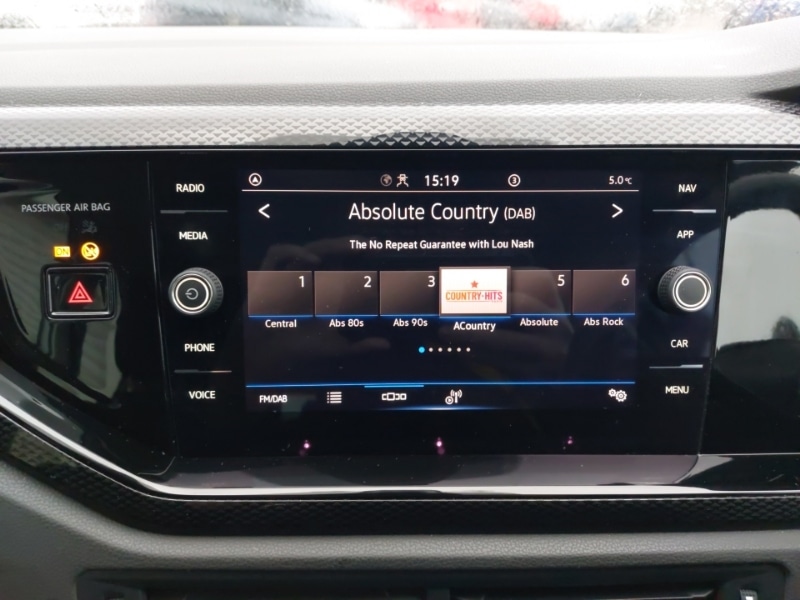 15:19
3
5.0 °C
RADIO
NAV
PASSENGER AIR BAG
Absolute Country (DAB)
MEDIA
APP
The No Repeat Guarantee with Lou Nash
ON
1
2
3
COUNTRY★HITS
5
6
Central
Abs 80s
Abs 90s
ACountry
Absolute
Abs Rock
PHONE
CAR
VOICE
MENU
FM/DAB